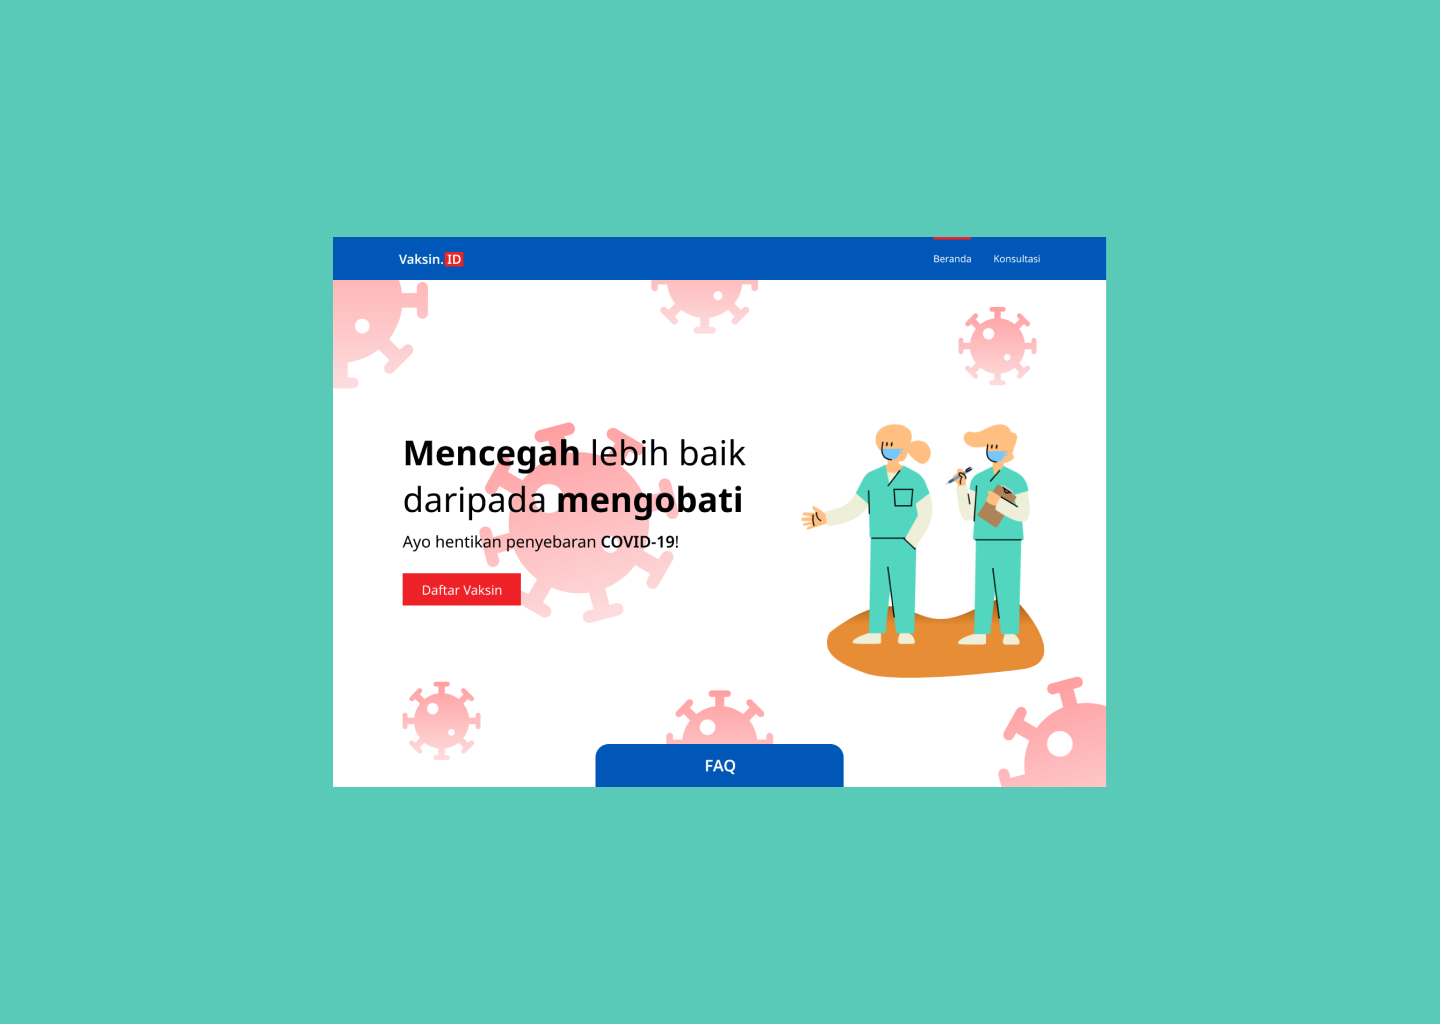 Vaksin.ID
Beranda Konsultasi
Mencegah lebih baik
daripada mengobati
Ayo hentikan penyebaran COVID-19!
Daftar Vaksin
FAQ